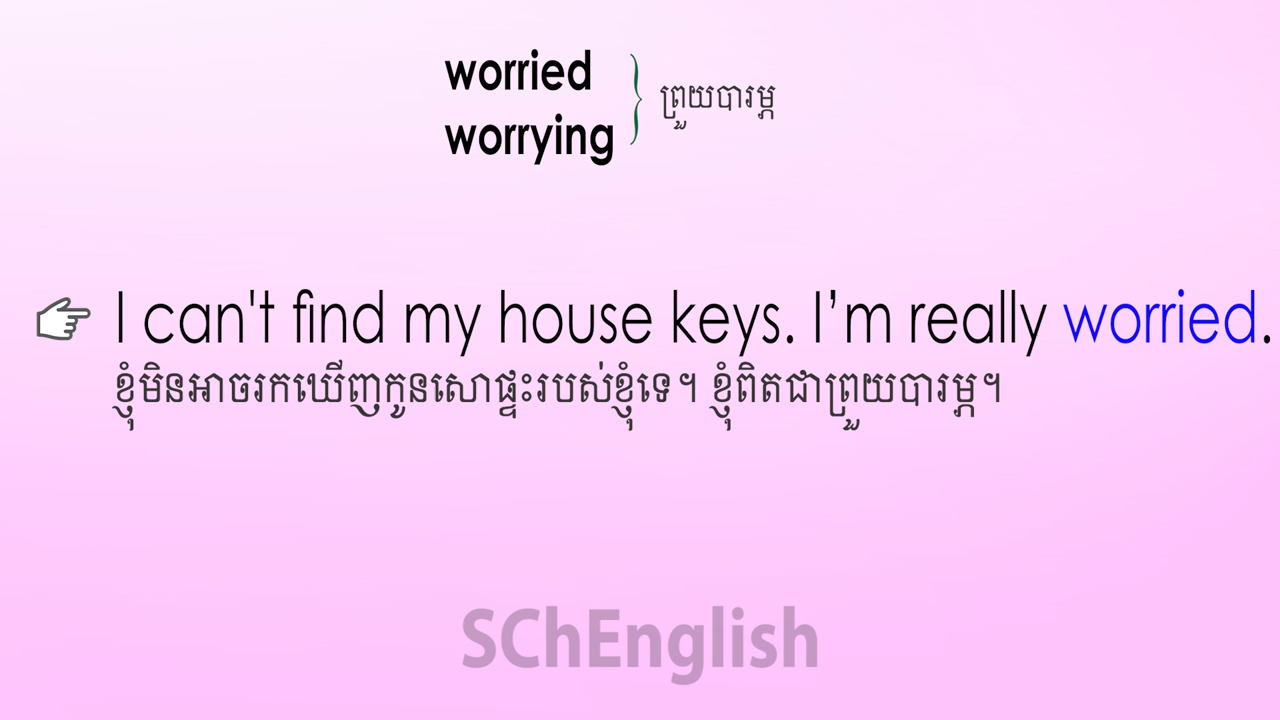 worried
worrying
ព្រួយបារម្ភ
I can't find my house keys. I’m really worried.
ខ្ញុំមិនអាចរកឃើញកូនសោផ្ទះរបស់ខ្ញុំទេ។ ខ្ញុំពិតជាព្រួយបារម្ភ។
SChEnglish